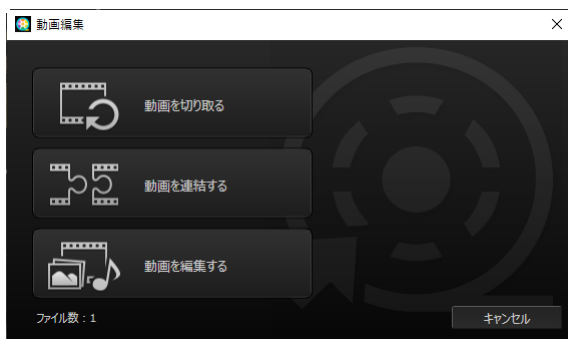 動画編集
動画を切り取る
動画を連結する
動画を編集する
ファイル数 : 1
キャンセル